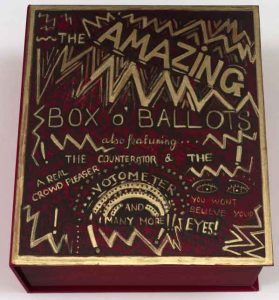 THE
AMAZING
BOX O' BALLOTS
also featuring...
THE COUNTERATOR & THE
A REAL
CROWD PLEASER
VOTOMETER
AND
MANY MORE!
YOU WONT
BELIEVE YOUR
EYES!